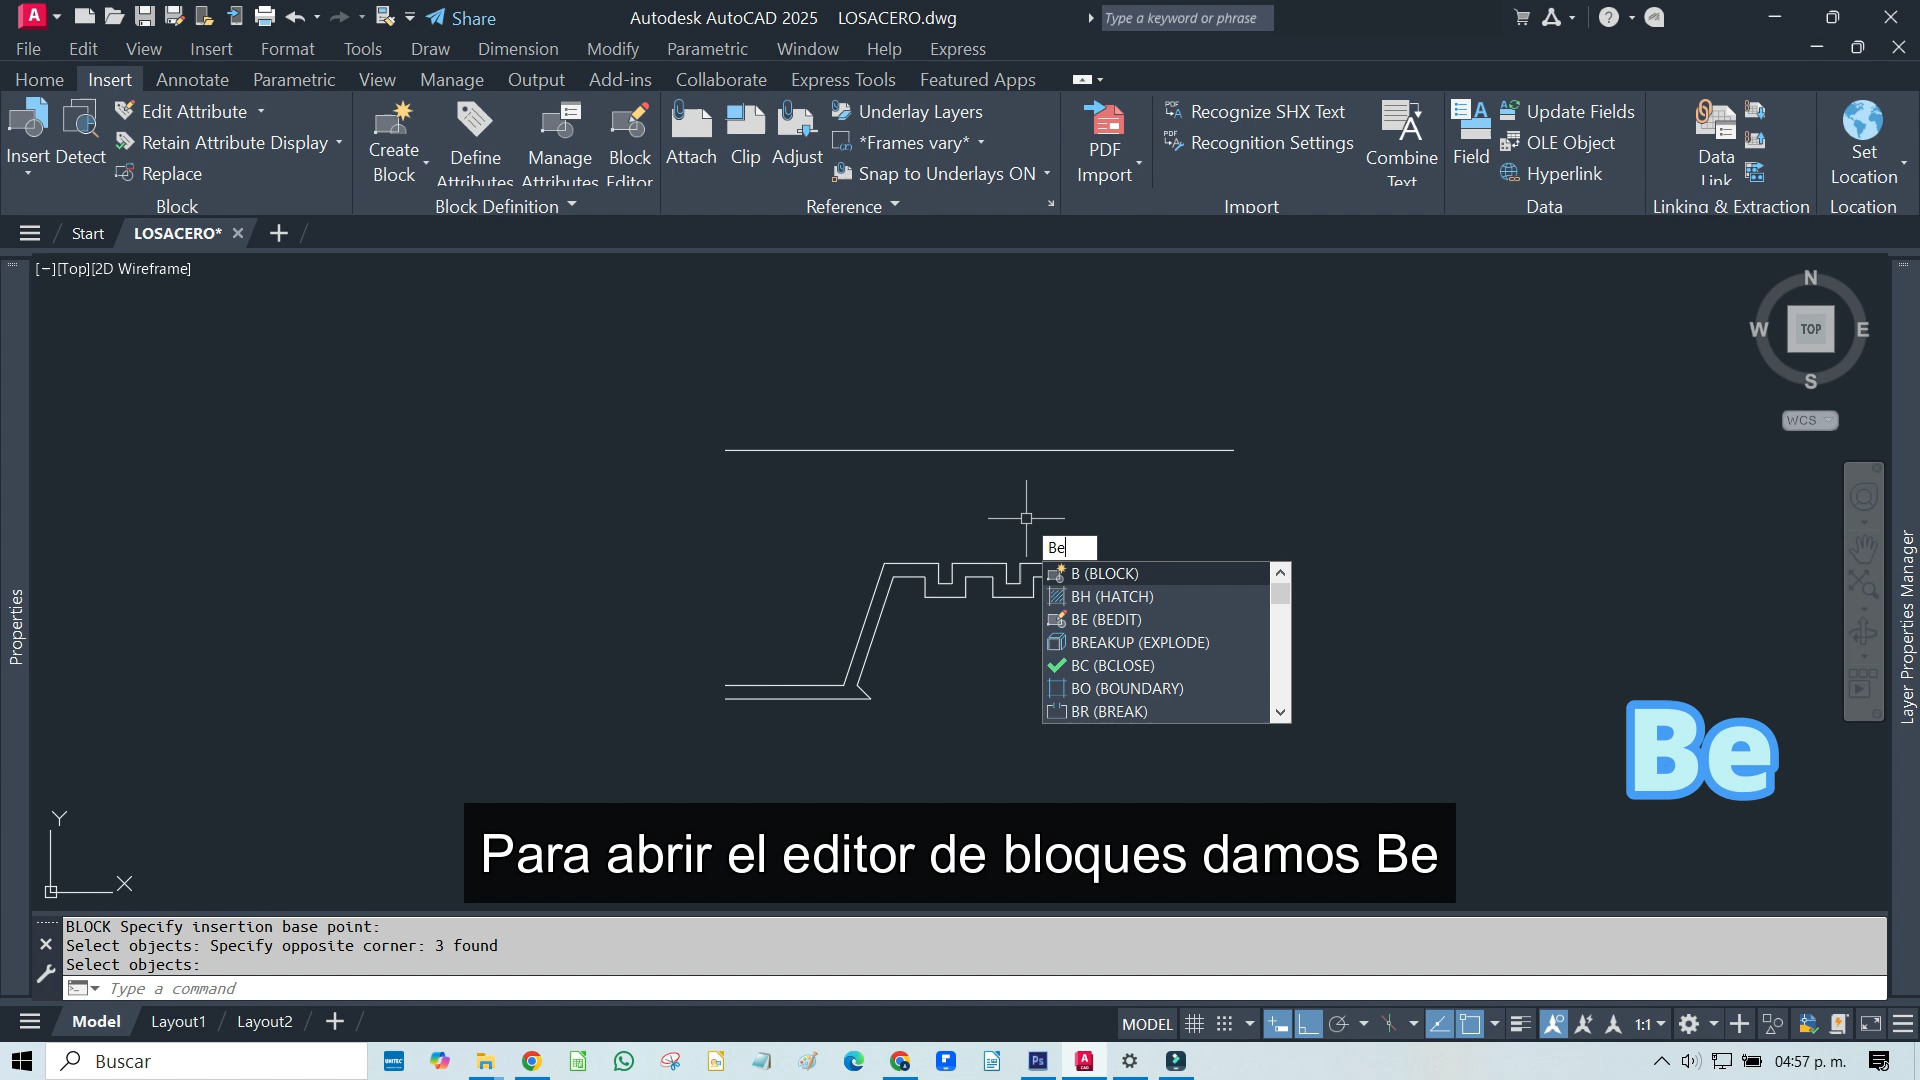 A Share Autodesk AutoCAD 2025 LOSACERO.dwg Type a keyword or phrase
File Edit View Insert Format Tools Draw Dimension Modify Parametric Window Help Express
Home Insert Annotate Parametric View Manage Output Add-ins Collaborate Express Tools Featured Apps
Insert
Detect
Edit Attribute
Retain Attribute Display
Replace
Block
Create
Block
Define
Attributes
Manage
Attributes
Block
Editor
Block Definition
Attach
Clip
Adjust
Underlay Layers
*Frames vary*
Snap to Underlays ON
Reference
PDF
Import
Recognize SHX Text
Recognition Settings
Combine
Text
Import
Field
Update Fields
OLE Object
Hyperlink
Data
Data
Link
Linking & Extraction
Set
Location
Location
Start LOSACERO*
[−][Top][2D Wireframe]
N
W TOP E
S
WCS
Properties
Layer Properties Manager
Be
B (BLOCK)
BH (HATCH)
BE (BEDIT)
BREAKUP (EXPLODE)
BC (BCLOSE)
BO (BOUNDARY)
BR (BREAK)
Be
Para abrir el editor de bloques damos Be
Y
X
BLOCK Specify insertion base point:
Select objects: Specify opposite corner: 3 found
Select objects:
Type a command
Model Layout1 Layout2 MODEL 1:1
Buscar 04:57 p. m.